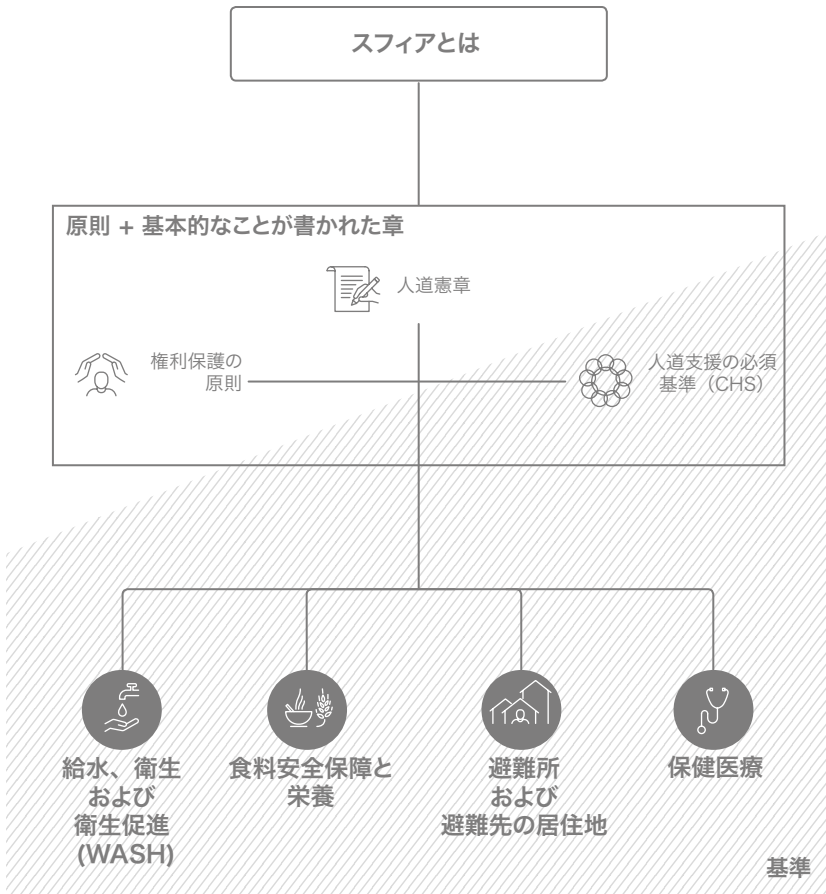 スフィアとは
原則 + 基本的なことが書かれた章
人道憲章
権利保護の
原則
人道支援の必須
基準（CHS）
給水、衛生
および
衛生促進
(WASH)
食料安全保障と
栄養
避難所
および
避難先の居住地
保健医療
基準